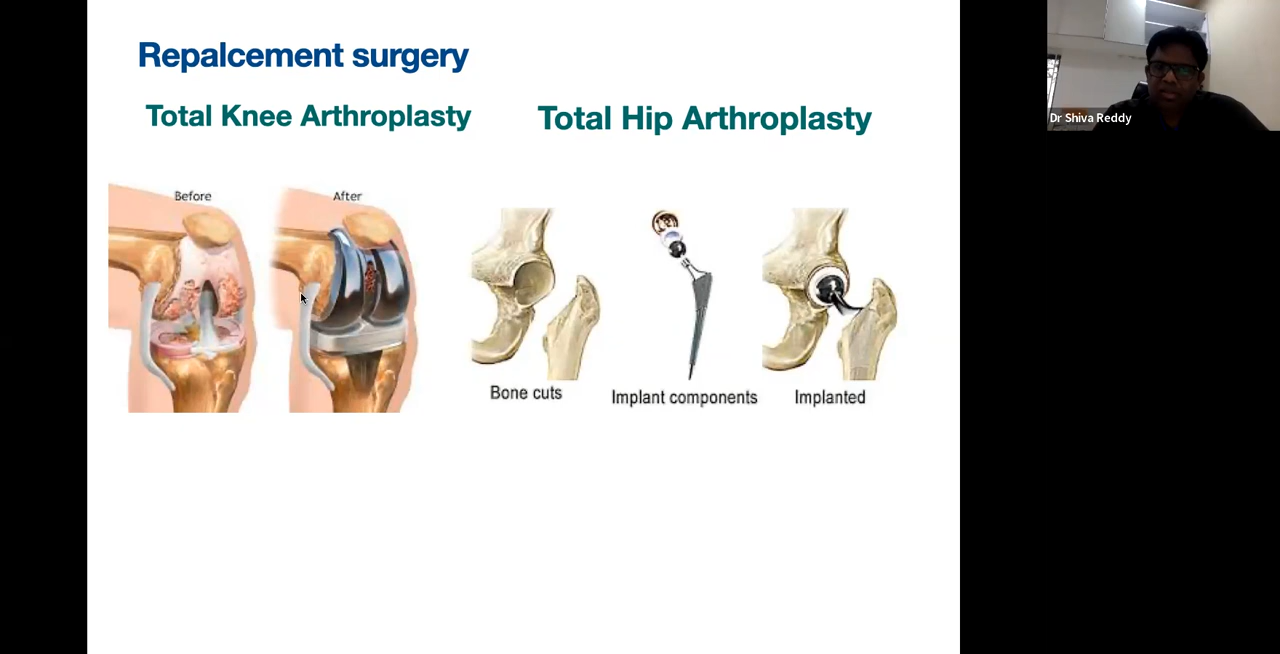 Repalcement surgery
Total Knee Arthroplasty
Total Hip Arthroplasty
Before
After
Bone cuts
Implant components
Implanted
Dr Shiva Reddy